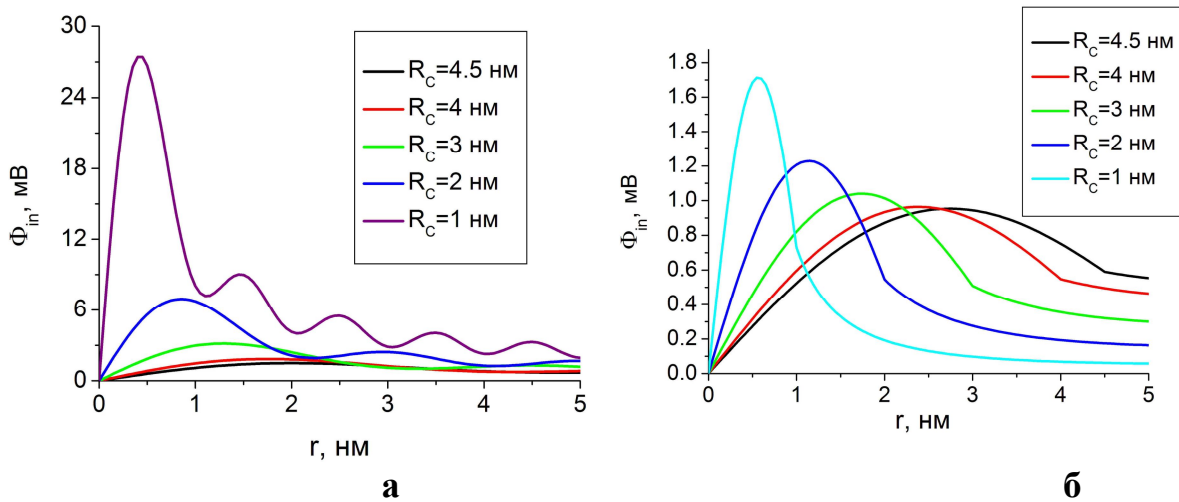 30
24
18
12
6
0
Φin, мВ
0 1 2 3 4 5
r, нм
RC=4.5 нм
RC=4 нм
RC=3 нм
RC=2 нм
RC=1 нм
а
1.8
1.6
1.4
1.2
1.0
0.8
0.6
0.4
0.2
0.0
Φin, мВ
0 1 2 3 4 5
r, нм
RC=4.5 нм
RC=4 нм
RC=3 нм
RC=2 нм
RC=1 нм
б